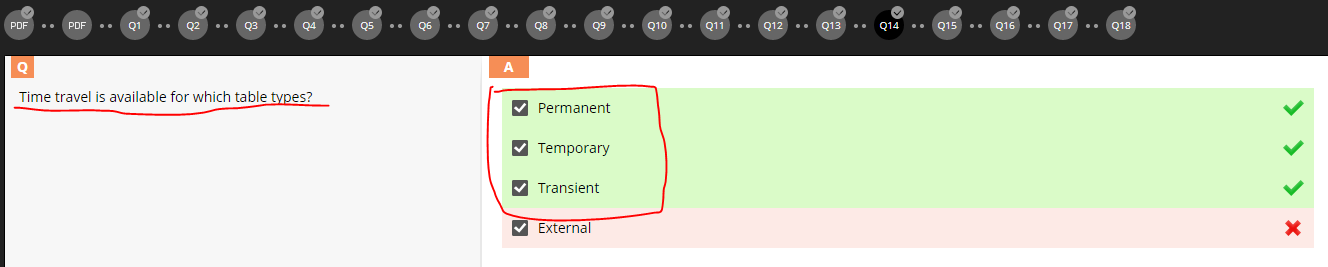 PDF PDF Q1 Q2 Q3 Q4 Q5 Q6 Q7 Q8 Q9 Q10 Q11 Q12 Q13 Q14 Q15 Q16 Q17 Q18
Q
Time travel is available for which table types?
A
Permanent
Temporary
Transient
External